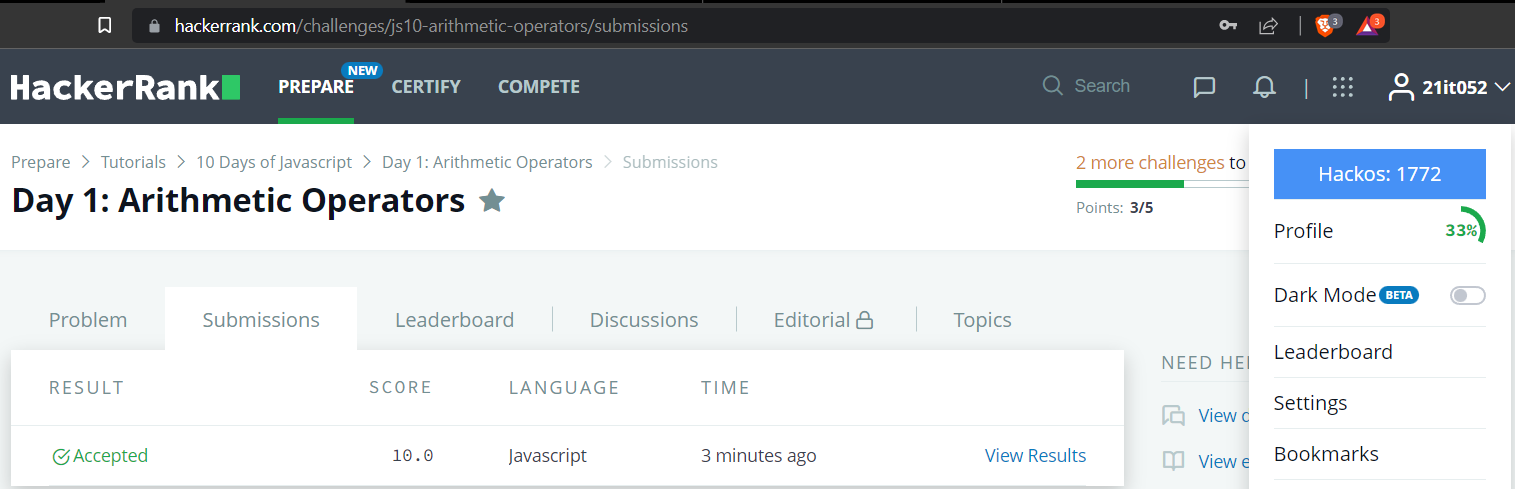 hackerrank.com/challenges/js10-arithmetic-operators/submissions
3
3
HackerRank
PREPARE
NEW
CERTIFY
COMPETE
Search
21it052
Prepare > Tutorials > 10 Days of Javascript > Day 1: Arithmetic Operators > Submissions
Day 1: Arithmetic Operators
2 more challenges to
Points: 3/5
Hackos: 1772
Profile
33%
Dark Mode BETA
Leaderboard
Settings
Bookmarks
Problem
Submissions
Leaderboard
Discussions
Editorial
Topics
RESULT SCORE LANGUAGE TIME
Accepted 10.0 Javascript 3 minutes ago View Results
NEED
View
View